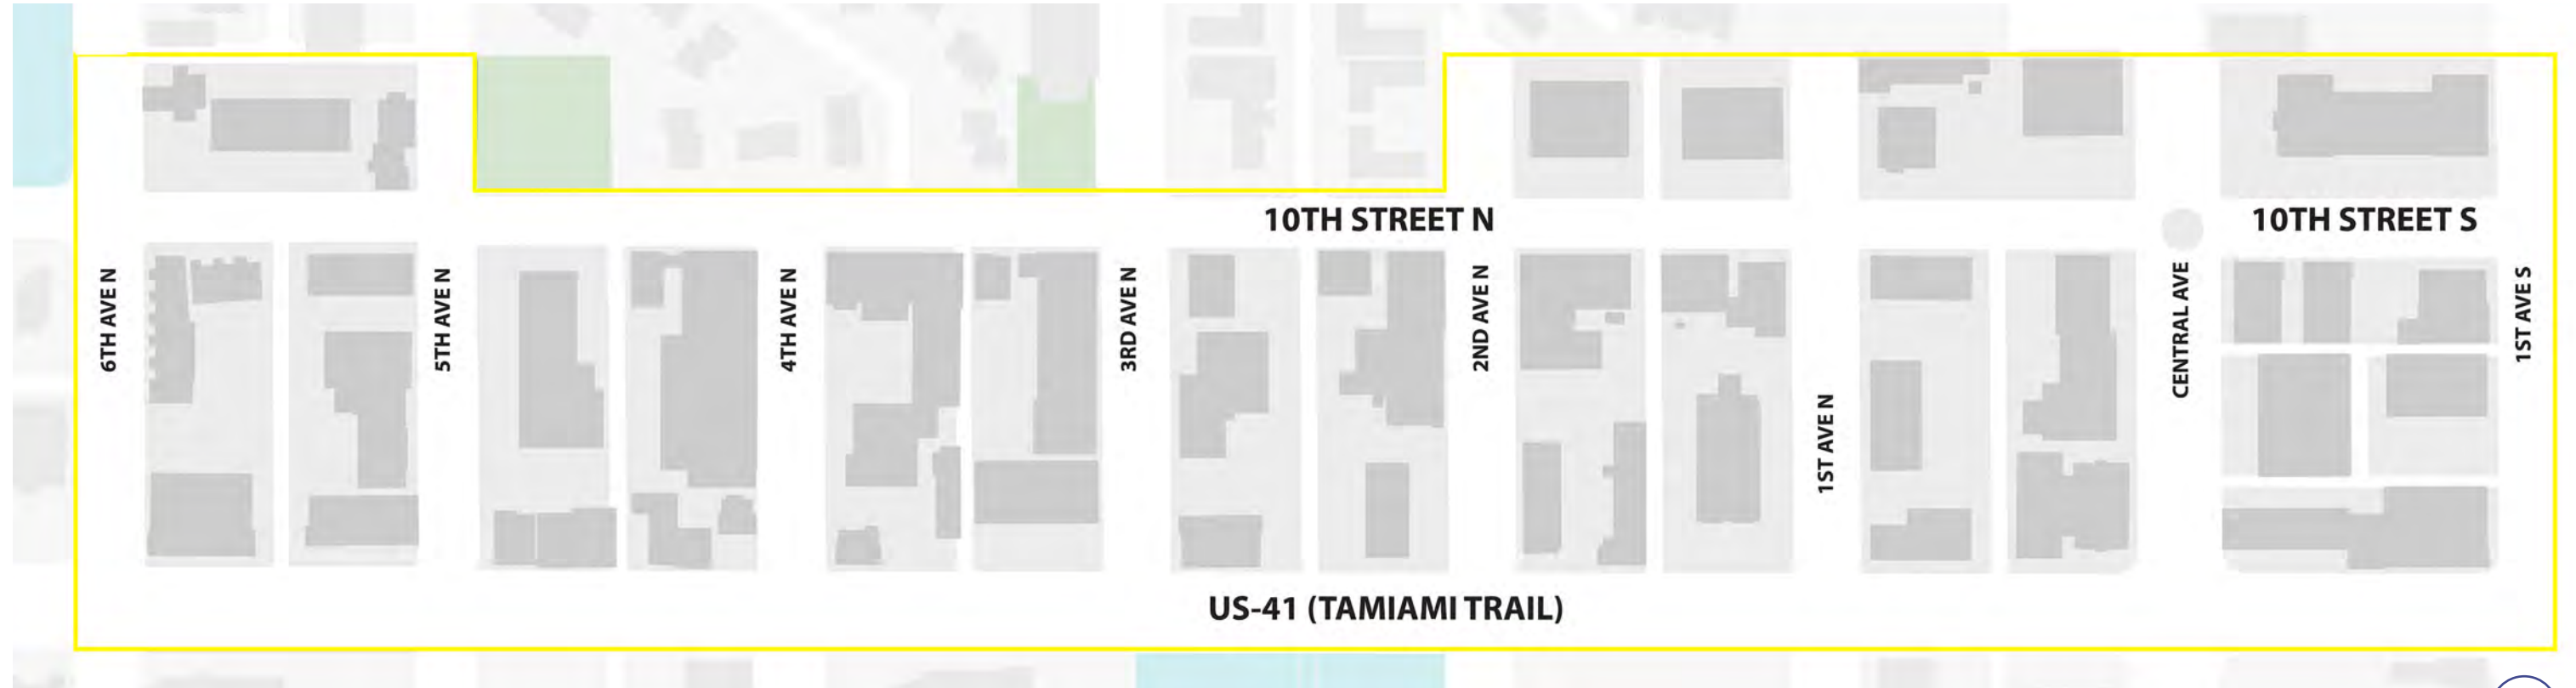 10TH STREET N
10TH STREET S
6TH AVE N
5TH AVE N
4TH AVE N
3RD AVE N
2ND AVE N
1ST AVE N
CENTRAL AVE
1ST AVE S
US-41 (TAMIAMI TRAIL)